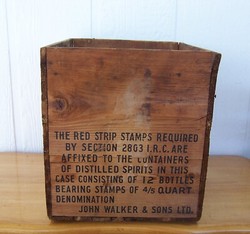 THE RED STRIP STAMPS REQUIRED
BY SECTION 2803 I.R.C. ARE
AFFIXED TO THE CONTAINERS
OF DISTILLED SPIRITS IN THIS
CASE CONSISTING OF 12 BOTTLES
BEARING STAMPS OF 4/5 QUART
DENOMINATION
JOHN WALKER & SONS LTD.